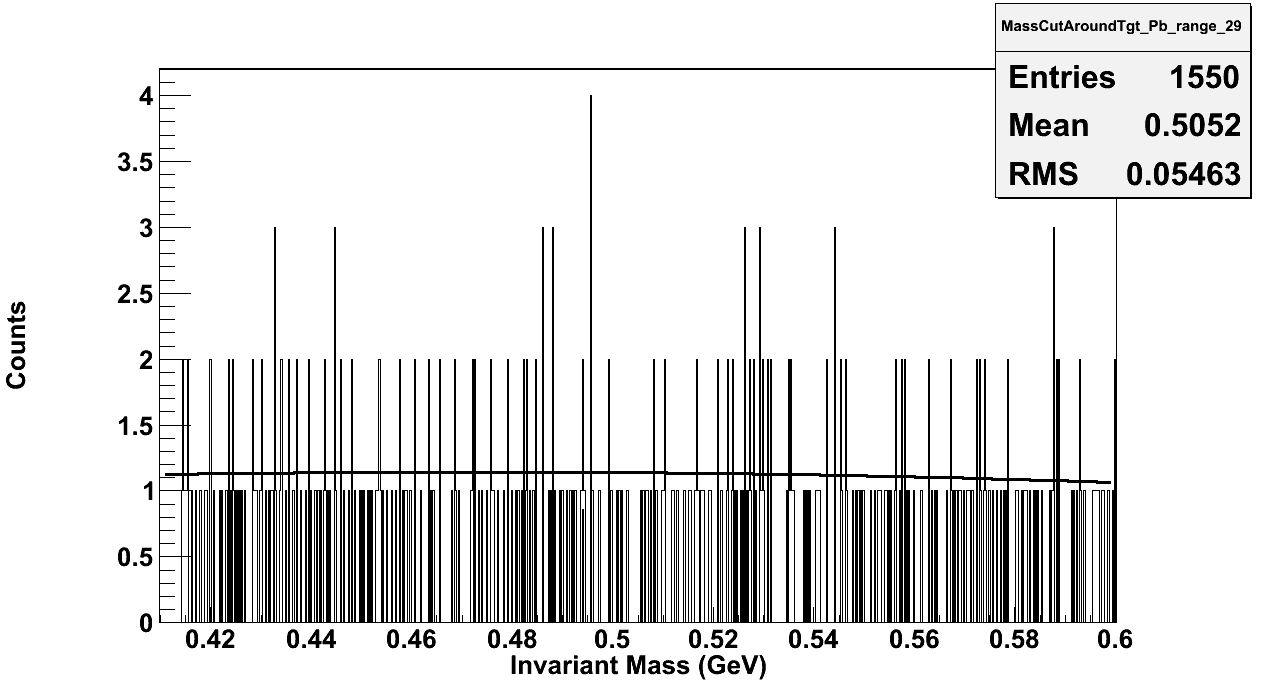 MassCutAroundTgt_Pb_range_29
Entries 1550
Mean 0.5052
RMS 0.05463
4
3.5
3
2.5
2
1.5
1
0.5
0
Counts
0.42 0.44 0.46 0.48 0.5 0.52 0.54 0.56 0.58 0.6
Invariant Mass (GeV)